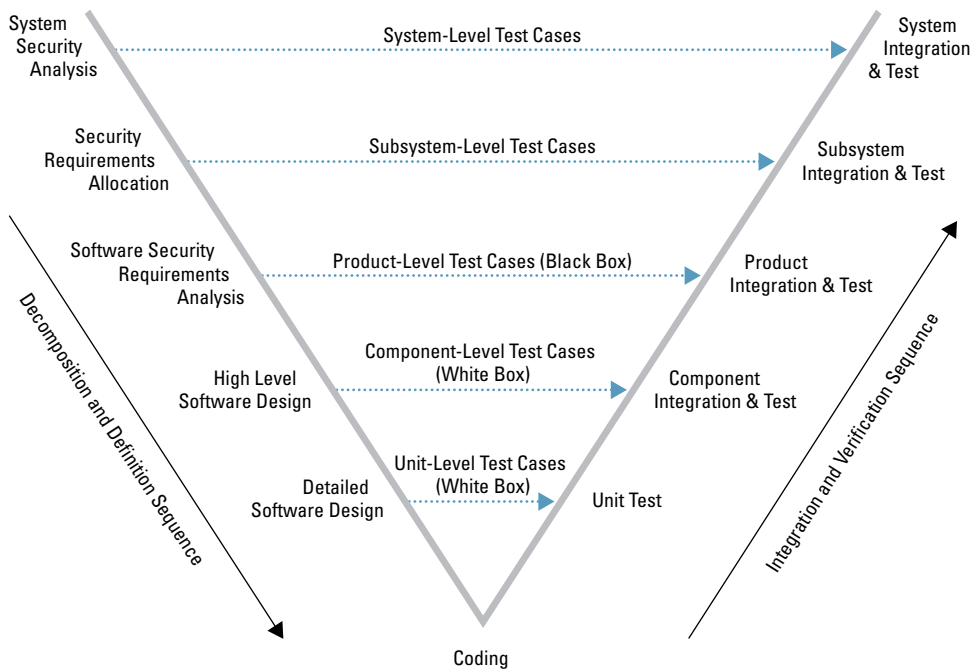 System
Security
Analysis
System-Level Test Cases
System
Integration
& Test
Security
Requirements
Allocation
Subsystem-Level Test Cases
Subsystem
Integration & Test
Software Security
Requirements
Analysis
Product-Level Test Cases (Black Box)
Product
Integration & Test
High Level
Software Design
Component-Level Test Cases
(White Box)
Component
Integration & Test
Detailed
Software Design
Unit-Level Test Cases
(White Box)
Unit Test
Decomposition and Definition Sequence
Integration and Verification Sequence
Coding